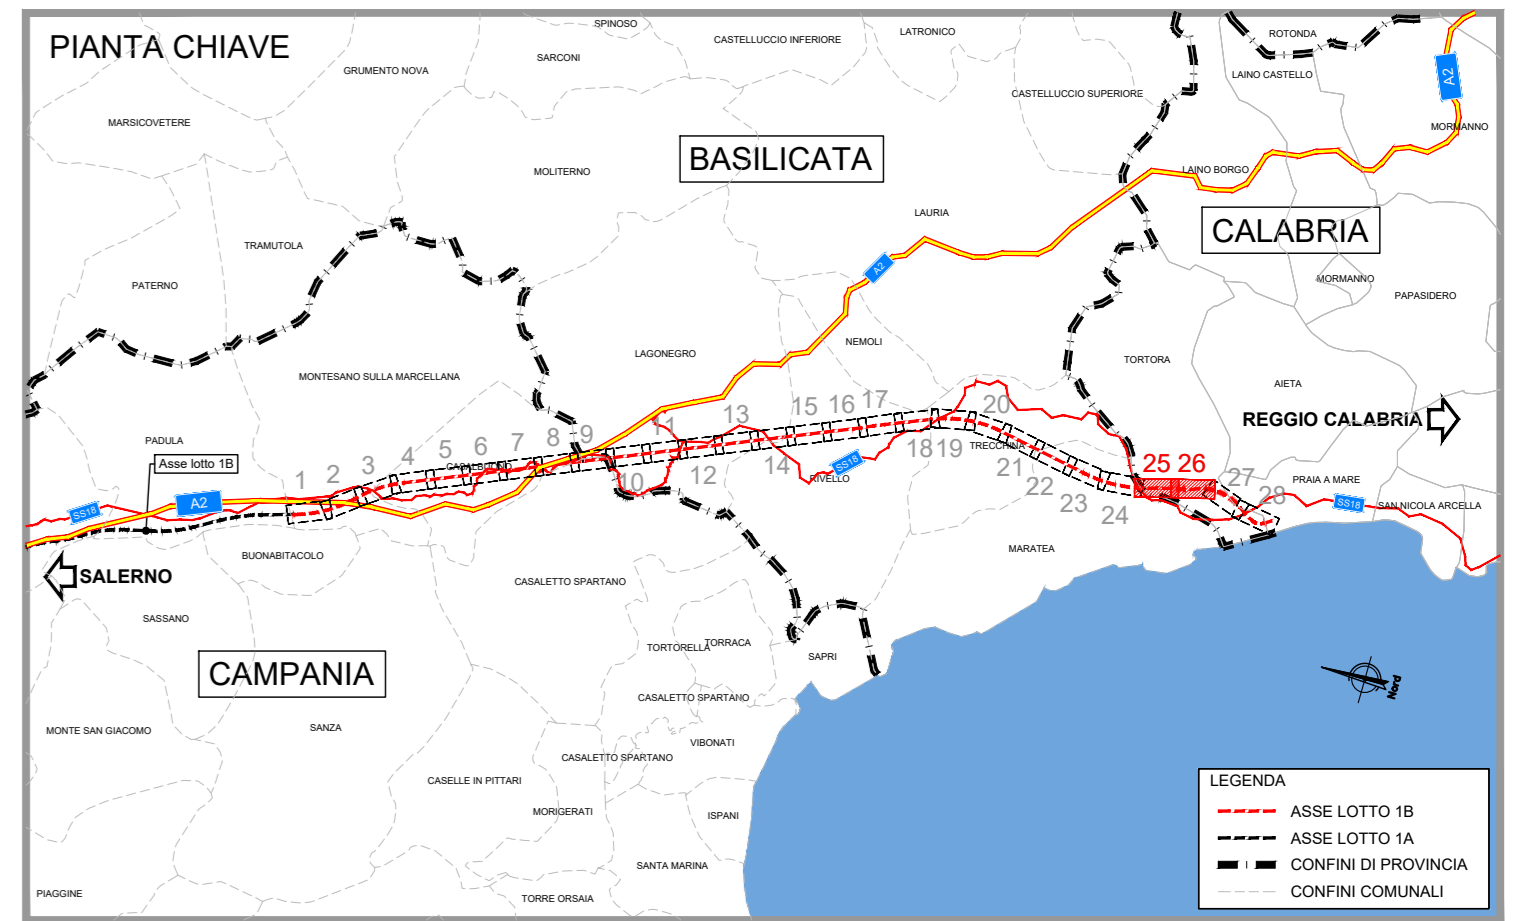 PIANTA CHIAVE
SPINOSO
SARCONI
GRUMENTO NOVA
CASTELLUCCIO INFERIORE
LATRONICO
ROTONDA
LAINO CASTELLO
A2
CASTELLUCCIO SUPERIORE
MARSICOVETERE
MORMANNO
BASILICATA
MOLITERNO
LAINO BORGO
LAURIA
CALABRIA
TRAMUTOLA
A2
PATERNO
MORMANNO
PAPASIDERO
NEMOLI
LAGONEGRO
TORTORA
MONTESANO SULLA MARCELLANA
AIETA
REGGIO CALABRIA
PADULA
Asse lotto 1B
CASALBUONO
TRECCHINA
RIVELLO
SS18
PRAIA A MARE
SS18
SAN NICOLA ARCELLA
SS18
A2
1
2
3
4
5
6
7
8
9
10
11
12
13
14
15
16
17
18
19
20
21
22
23
24
25
26
27
28
BUONABITACOLO
MARATEA
SALERNO
CASALETTO SPARTANO
SASSANO
TORTORELLA
TORRACA
SAPRI
CAMPANIA
CASALETTO SPARTANO
Nord
MONTE SAN GIACOMO
SANZA
VIBONATI
CASALETTO SPARTANO
CASELLE IN PITTARI
MORIGERATI
ISPANI
SANTA MARINA
PIAGGINE
TORRE ORSAIA
LEGENDA
ASSE LOTTO 1B
ASSE LOTTO 1A
CONFINI DI PROVINCIA
CONFINI COMUNALI